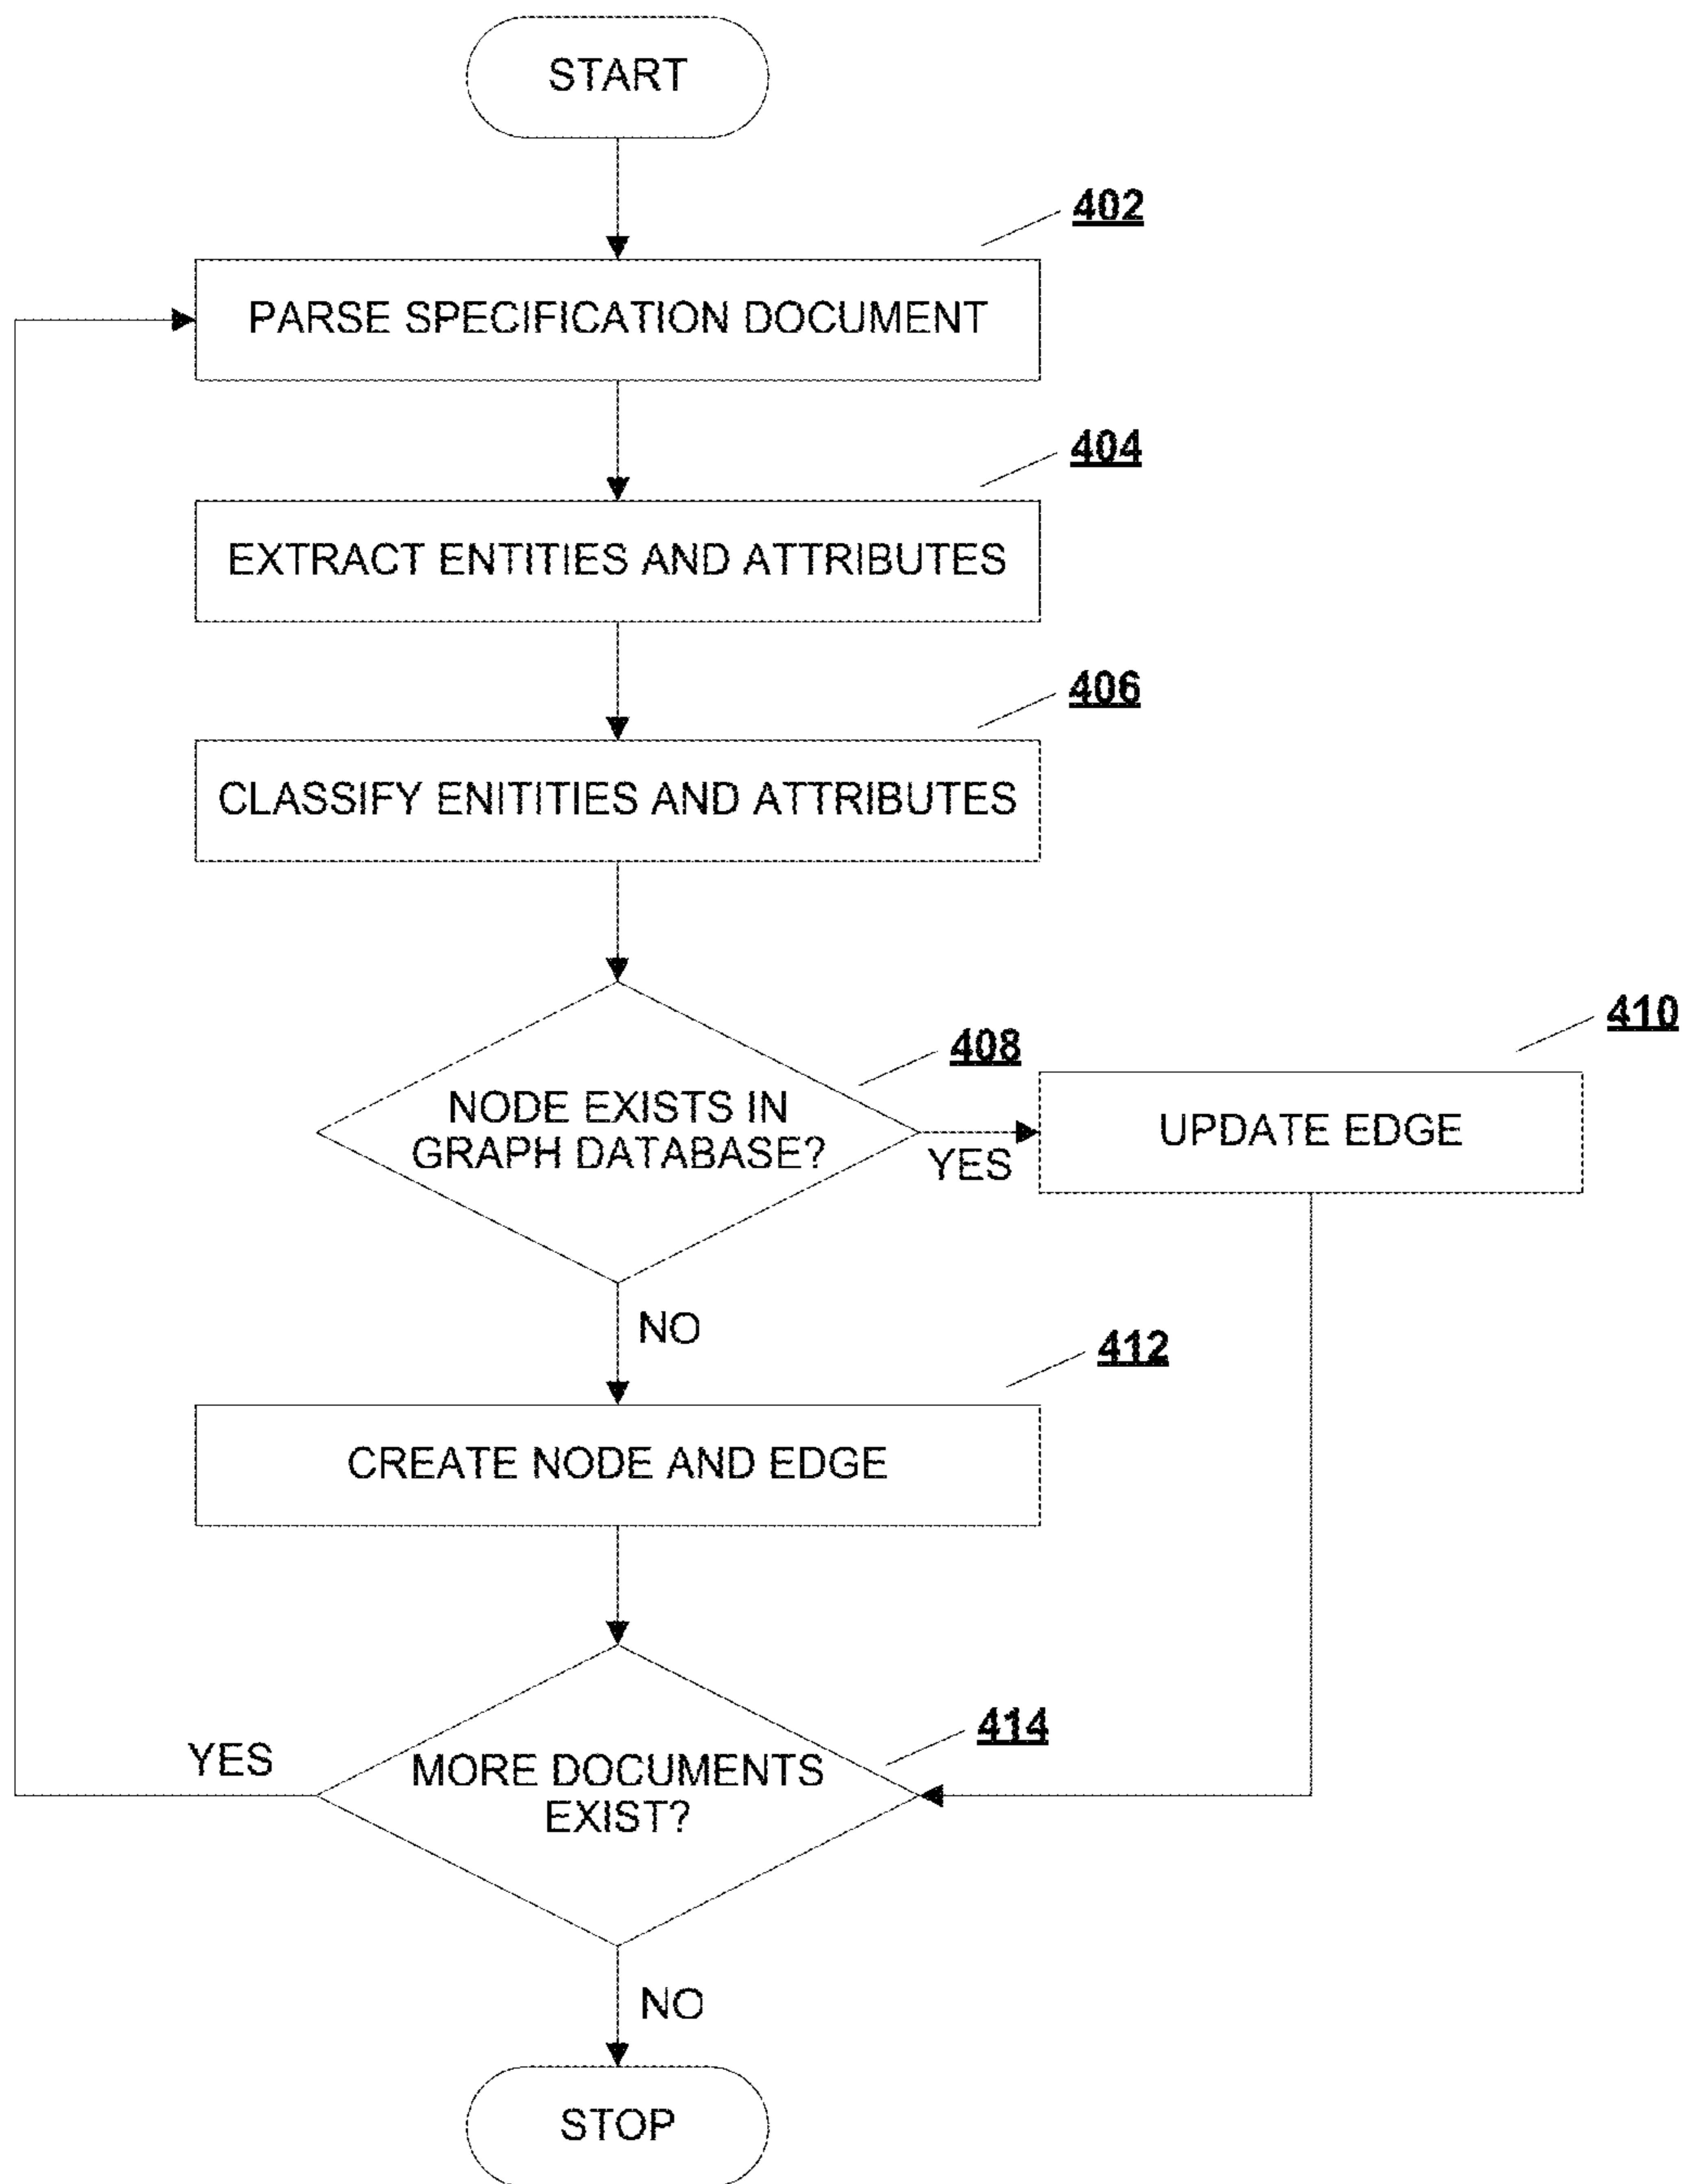 START
402
PARSE SPECIFICATION DOCUMENT
404
EXTRACT ENTITIES AND ATTRIBUTES
406
CLASSIFY ENITITIES AND ATTRIBUTES
408
NODE EXISTS IN
GRAPH DATABASE?
YES
410
UPDATE EDGE
NO
412
CREATE NODE AND EDGE
414
MORE DOCUMENTS
EXIST?
YES
NO
STOP